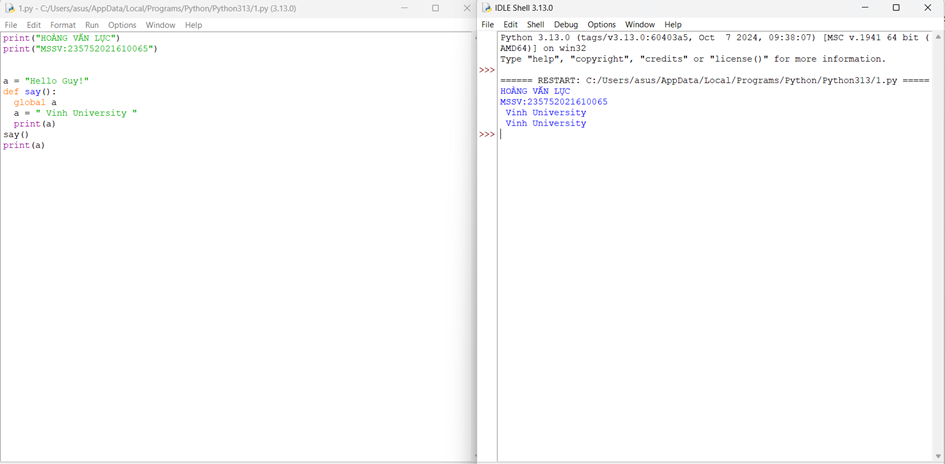 1.py - C:/Users/asus/AppData/Local/Programs/Python/Python313/1.py (3.13.0)
File Edit Format Run Options Window Help
print("HOÀNG VĂN LỰC")
print("MSSV:235752021610065")
a = "Hello Guy!"
def say():
  global a
  a = " Vinh University "
  print(a)
say()
print(a)
IDLE Shell 3.13.0
File Edit Shell Debug Options Window Help
Python 3.13.0 (tags/v3.13.0:60403a5, Oct  7 2024, 09:38:07) [MSC v.1941 64 bit (
AMD64)] on win32
Type "help", "copyright", "credits" or "license()" for more information.
>>>
====== RESTART: C:/Users/asus/AppData/Local/Programs/Python/Python313/1.py =====
HOÀNG VĂN LỰC
MSSV:235752021610065
 Vinh University
 Vinh University
>>>